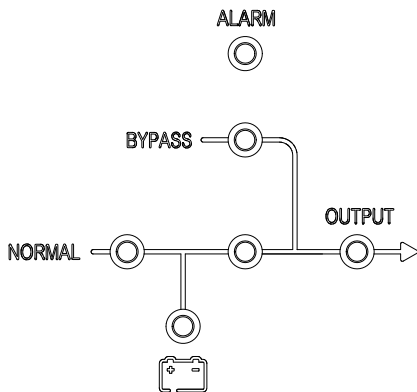 ALARM
BYPASS
OUTPUT
NORMAL
+ -